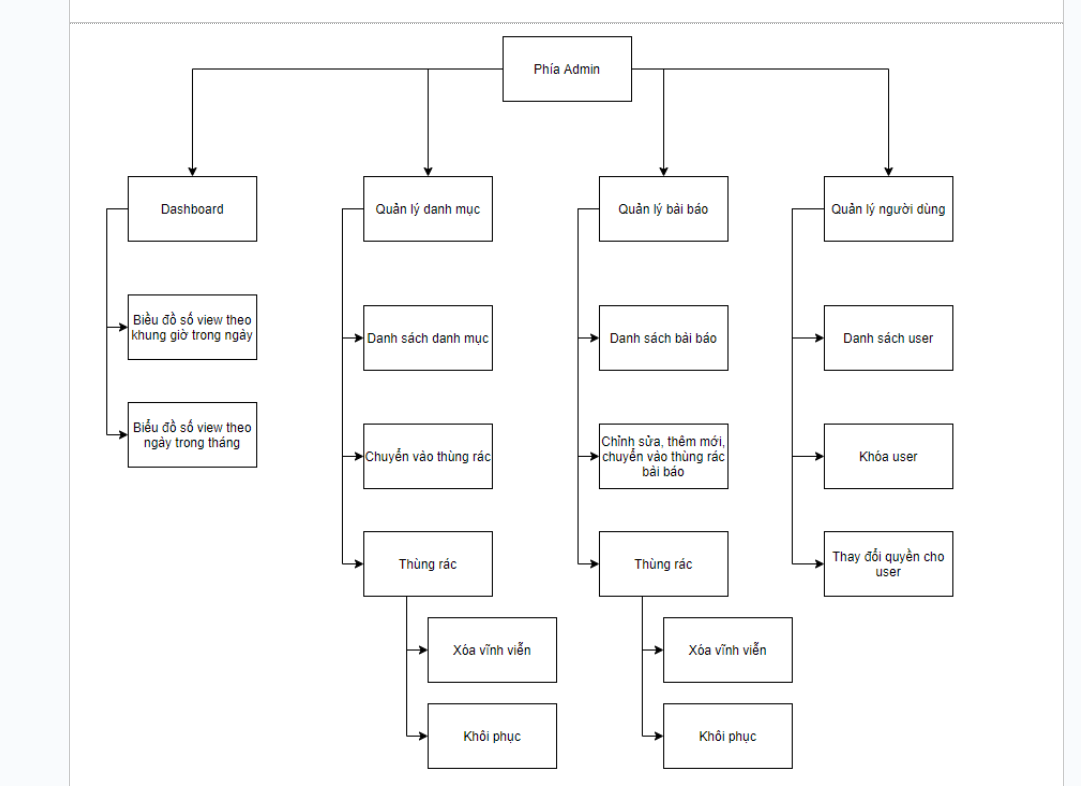 Phía Admin
Dashboard
Quản lý danh mục
Quản lý bài báo
Quản lý người dùng
Biểu đồ số view theo
khung giờ trong ngày
Danh sách danh mục
Danh sách bài báo
Danh sách user
Biểu đồ số view theo
ngày trong tháng
Chuyển vào thùng rác
Chỉnh sửa, thêm mới,
chuyển vào thùng rác
bài báo
Khóa user
Thùng rác
Thùng rác
Thay đổi quyền cho
user
Xóa vĩnh viễn
Xóa vĩnh viễn
Khôi phục
Khôi phục